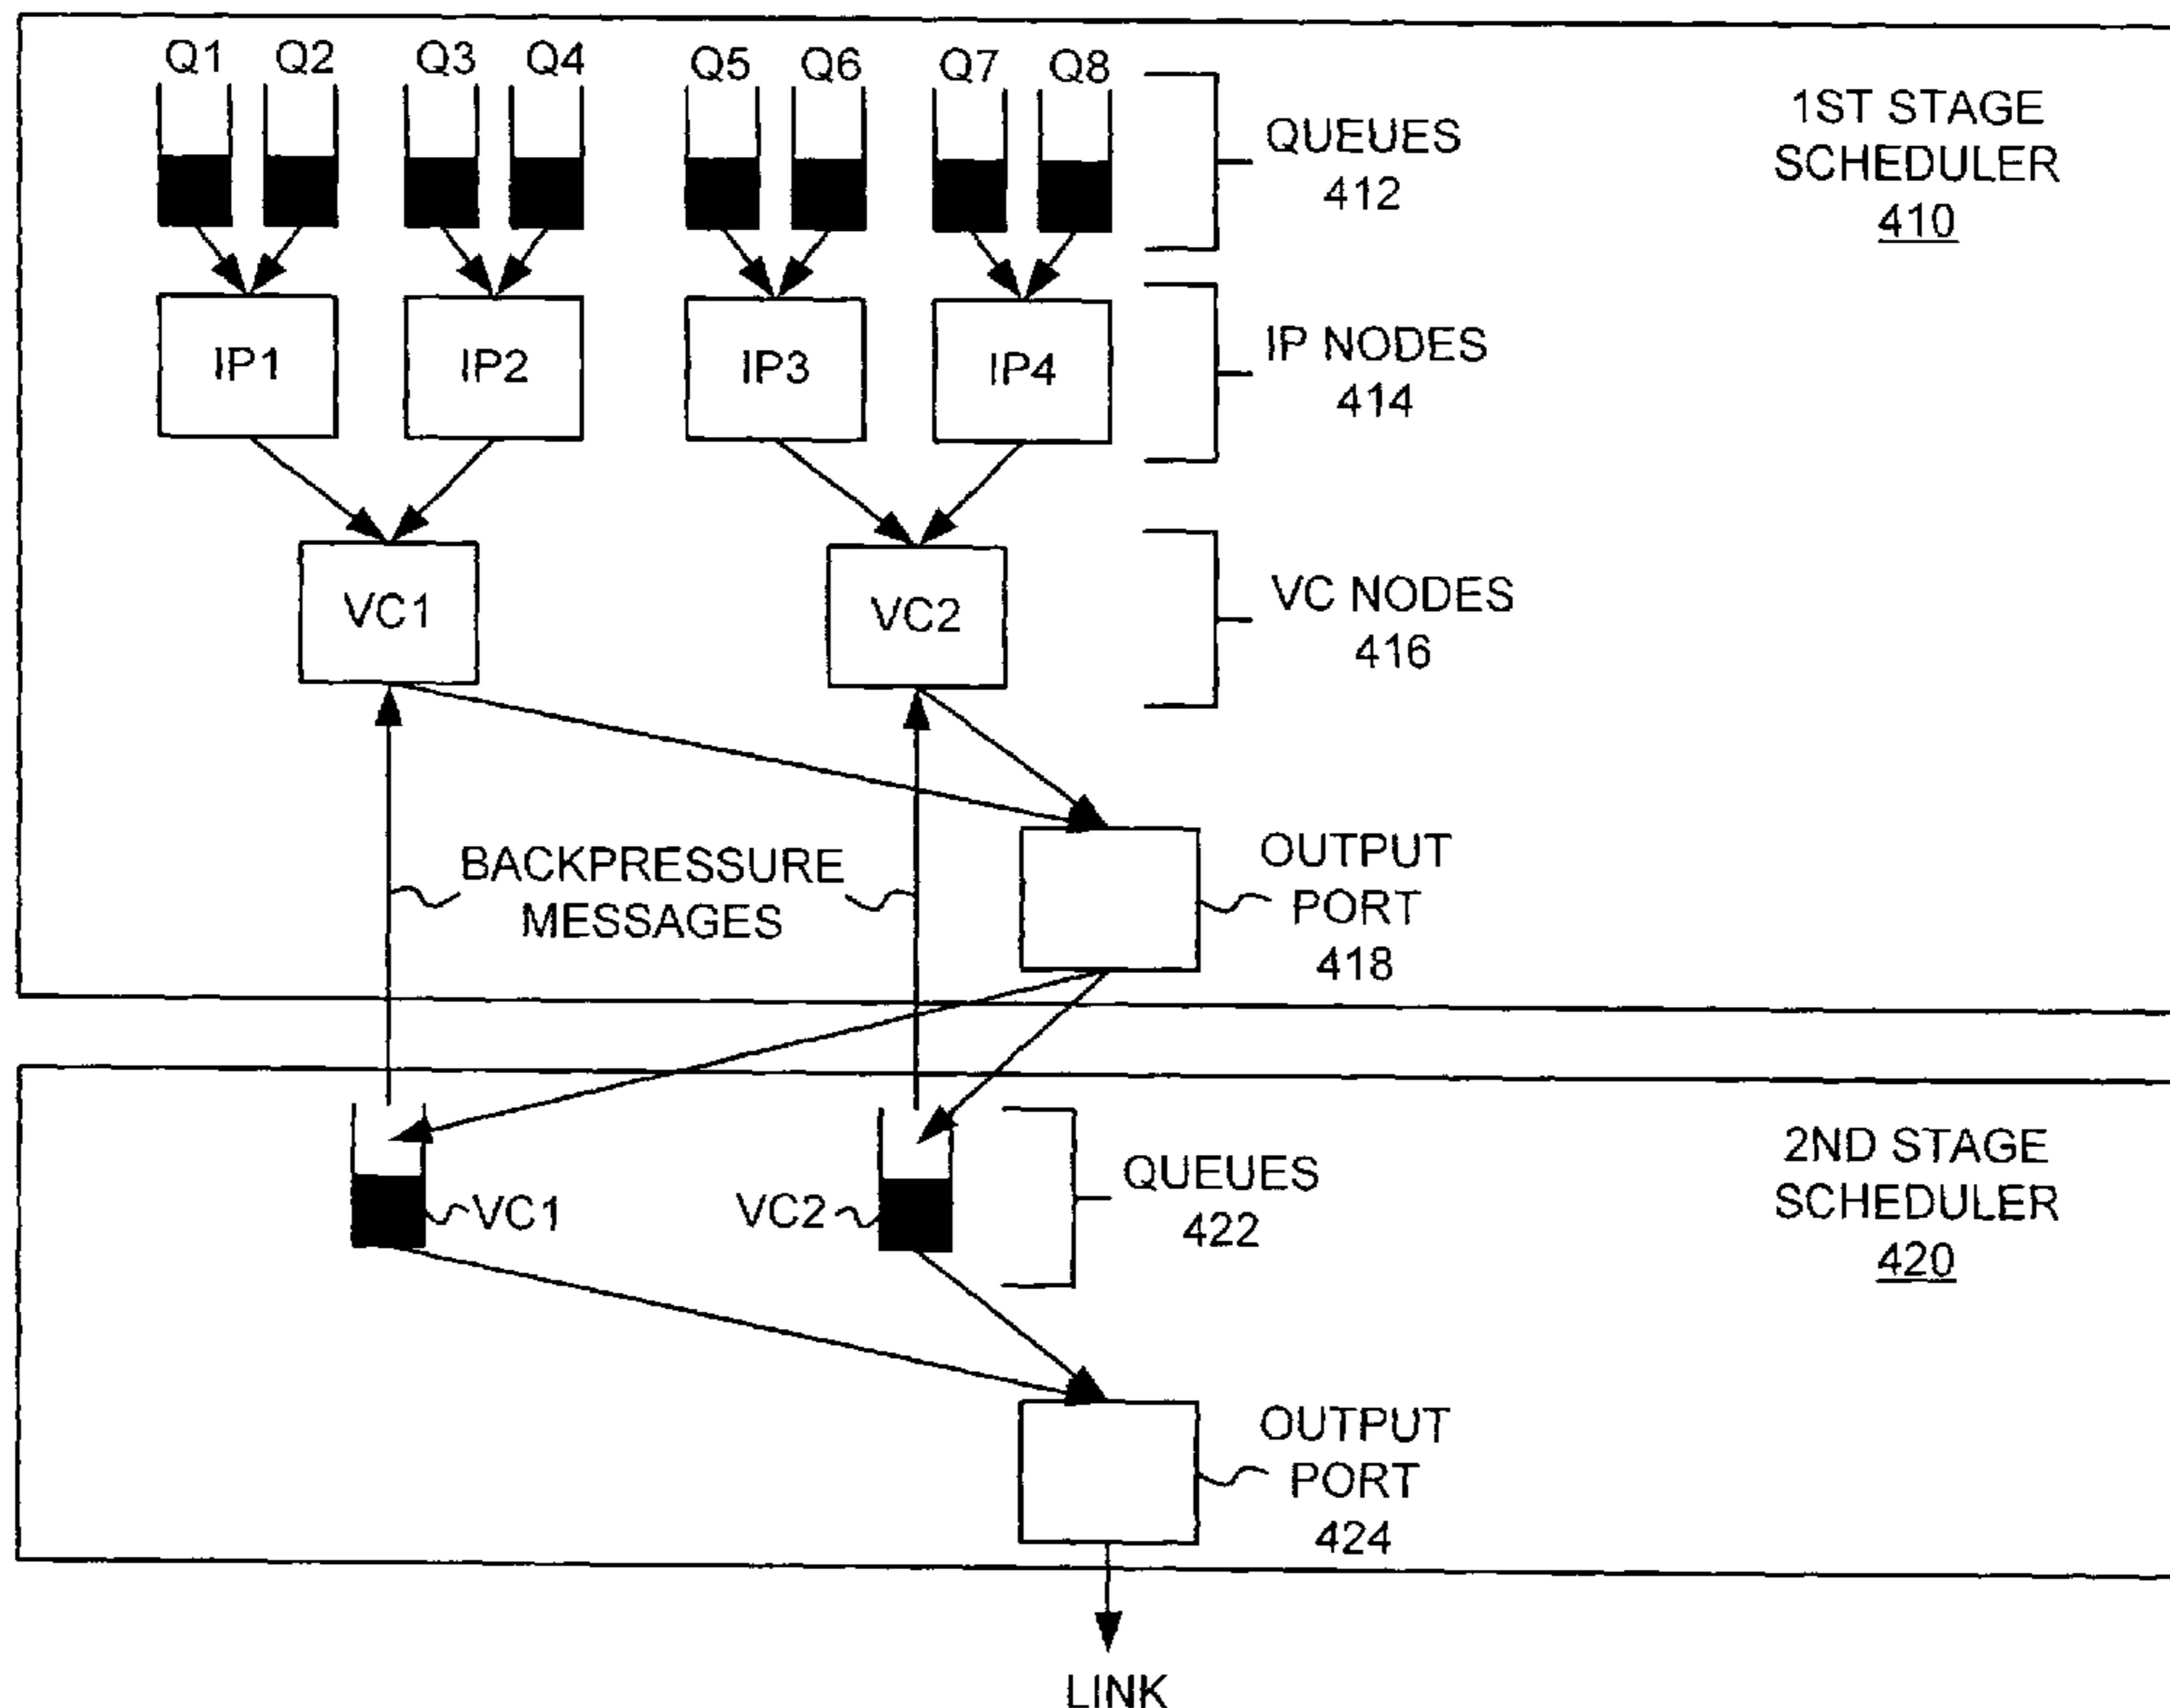 Q1 Q2 Q3 Q4 Q5 Q6 Q7 Q8
QUEUES
412
1ST STAGE
SCHEDULER
410
IP1 IP2 IP3 IP4
IP NODES
414
VC1 VC2
VC NODES
416
BACKPRESSURE
MESSAGES
OUTPUT
PORT
418
VC1 VC2
QUEUES
422
2ND STAGE
SCHEDULER
420
OUTPUT
PORT
424
LINK